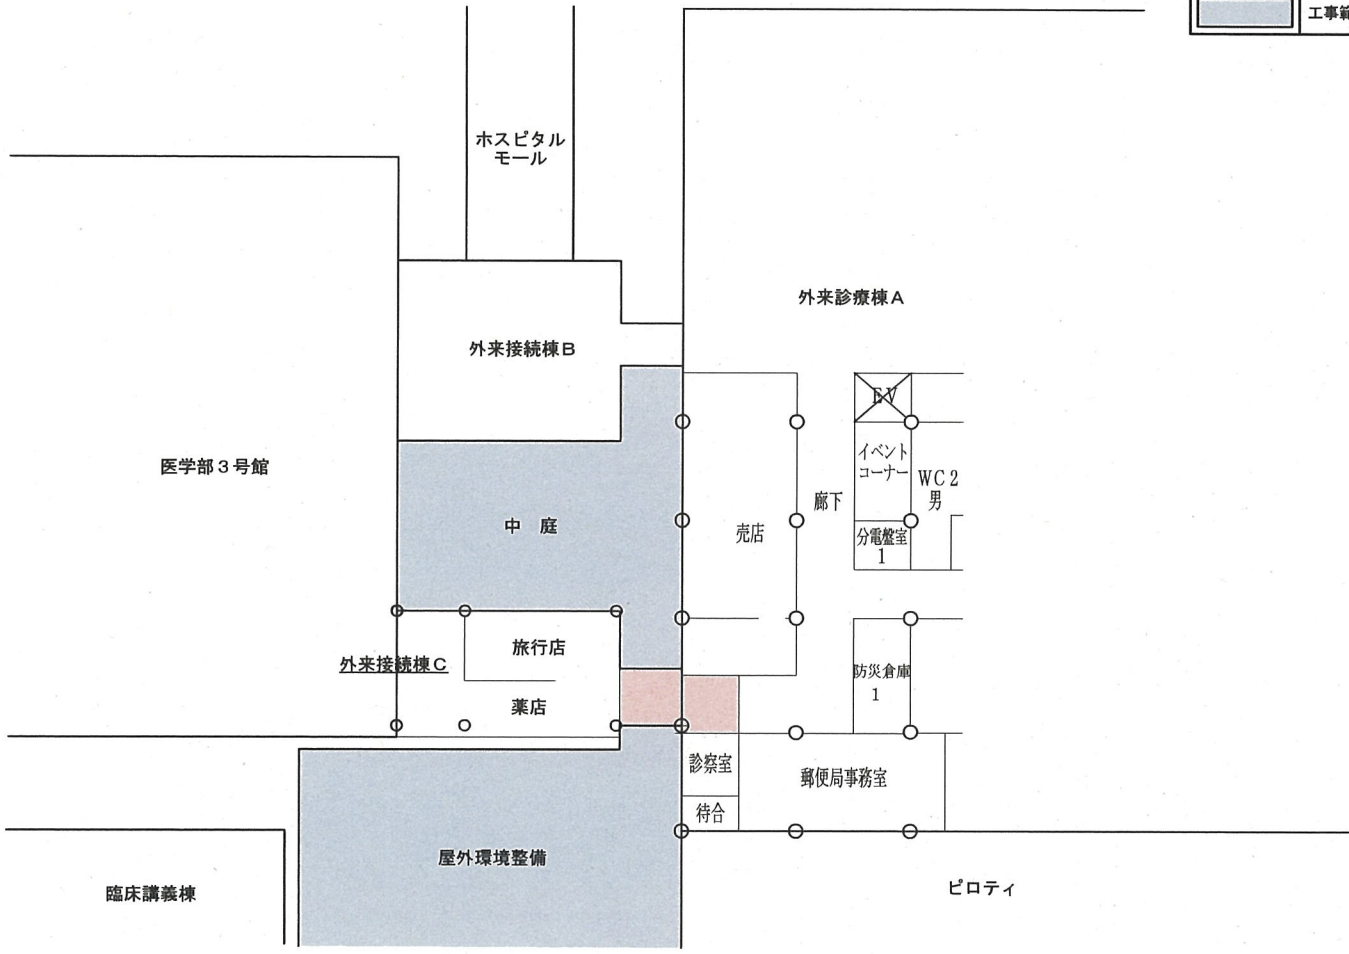 工事範
ホスピタル
モール
外来診療棟A
外来接続棟B
EV
イベント
コーナー
医学部３号館
WC２
男
廊下
中　庭
売店
分電盤室
1
旅行店
外来接続棟C
防災倉庫
1
薬店
診察室
郵便局事務室
待合
屋外環境整備
臨床講義棟
ピロティ